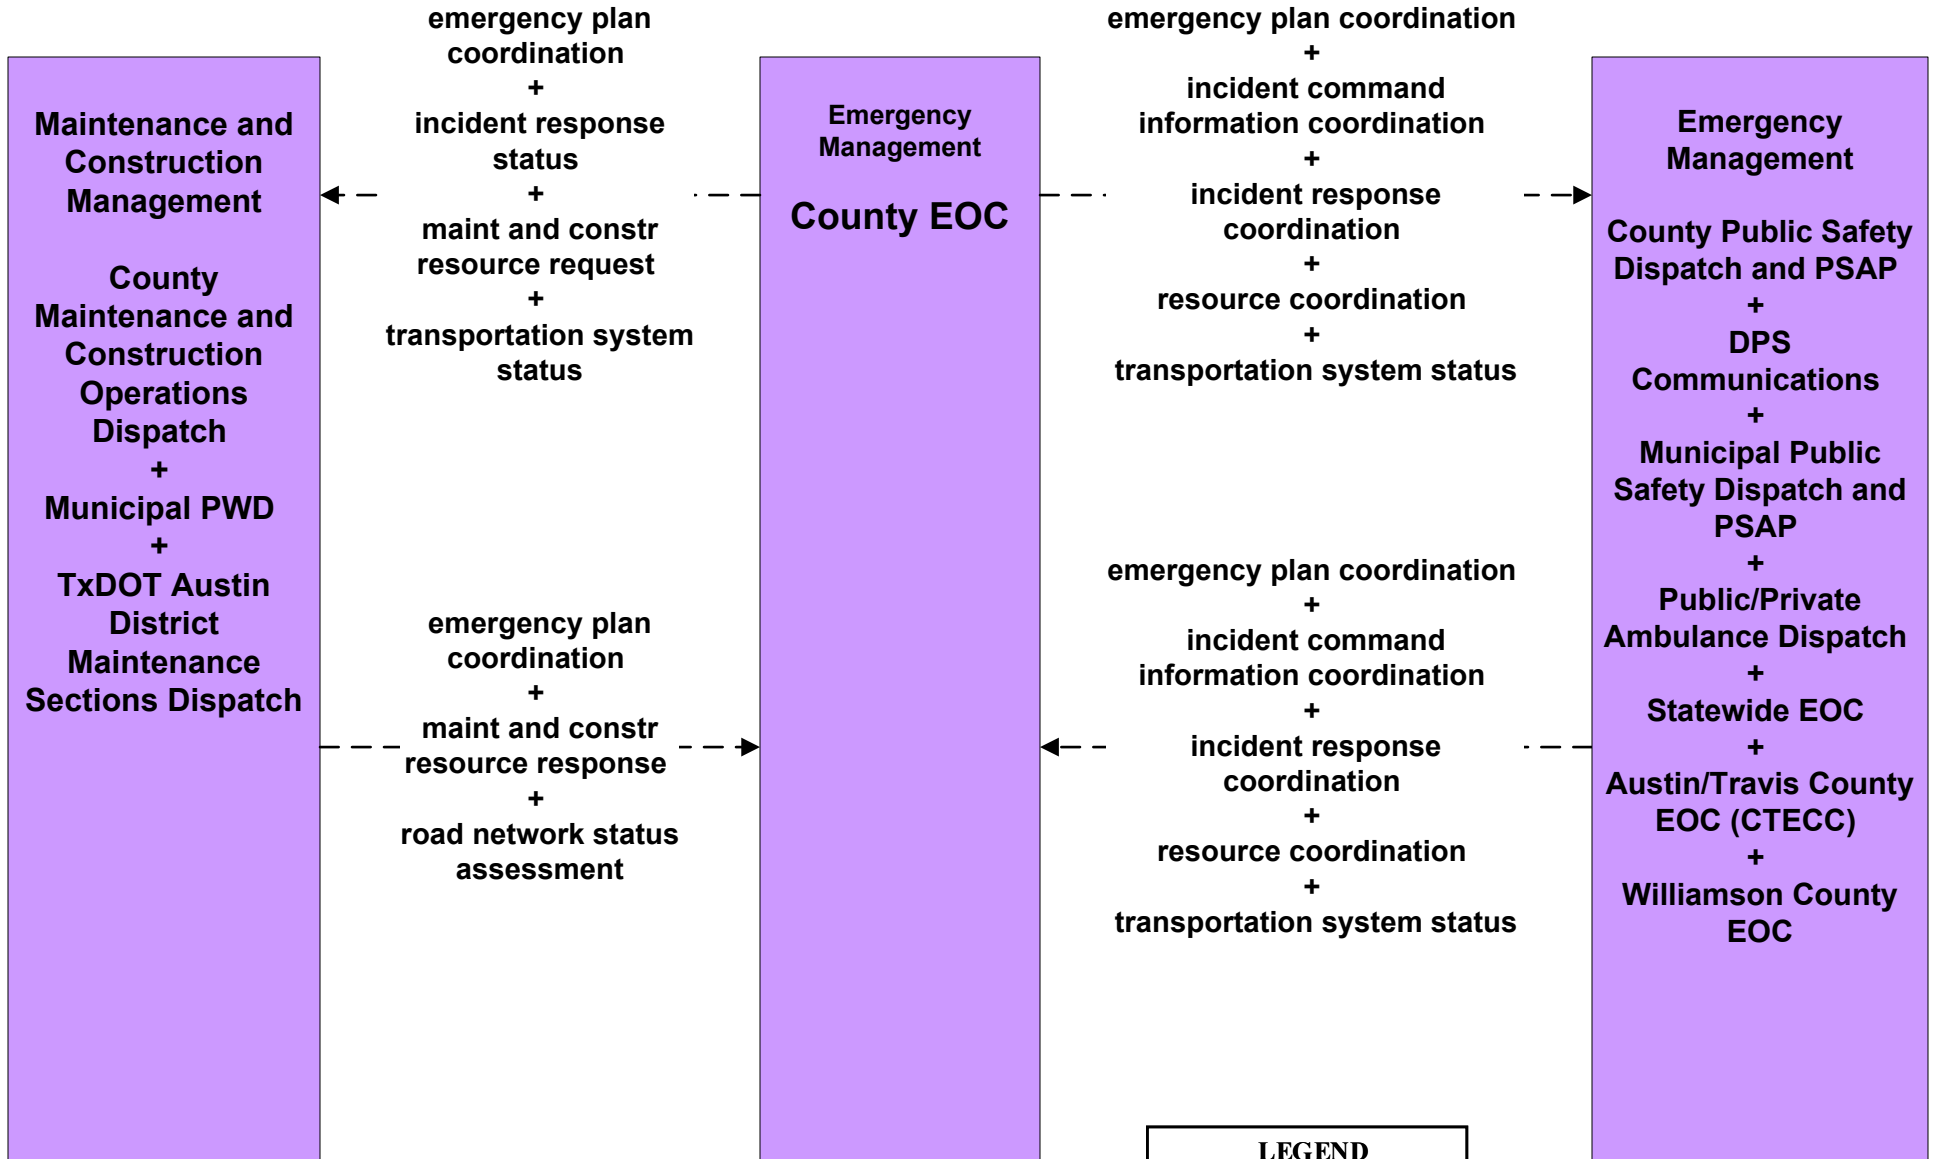 Maintenance and
Construction
Management
County
Maintenance and
Construction
Operations
Dispatch
+
Municipal PWD
+
TxDOT Austin
District
Maintenance
Sections Dispatch
emergency plan
coordination
+
incident response
status
+
maint and constr
resource request
+
transportation system
status
emergency plan
coordination
+
maint and constr
resource response
+
road network status
assessment
Emergency
Management
County EOC
emergency plan coordination
+
incident command
information coordination
+
incident response
coordination
+
resource coordination
+
transportation system status
emergency plan coordination
+
incident command
information coordination
+
incident response
coordination
+
resource coordination
+
transportation system status
Emergency
Management
County Public Safety
Dispatch and PSAP
+
DPS
Communications
+
Municipal Public
Safety Dispatch and
PSAP
+
Public/Private
Ambulance Dispatch
+
Statewide EOC
+
Austin/Travis County
EOC (CTECC)
+
Williamson County
EOC
LEGEND